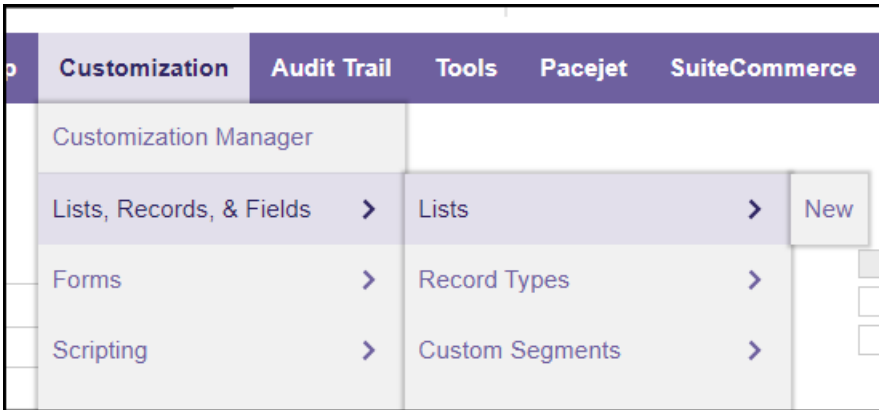 p Customization Audit Trail Tools Pacejet SuiteCommerce
Customization Manager
Lists, Records, & Fields Lists New
Forms Record Types
Scripting Custom Segments